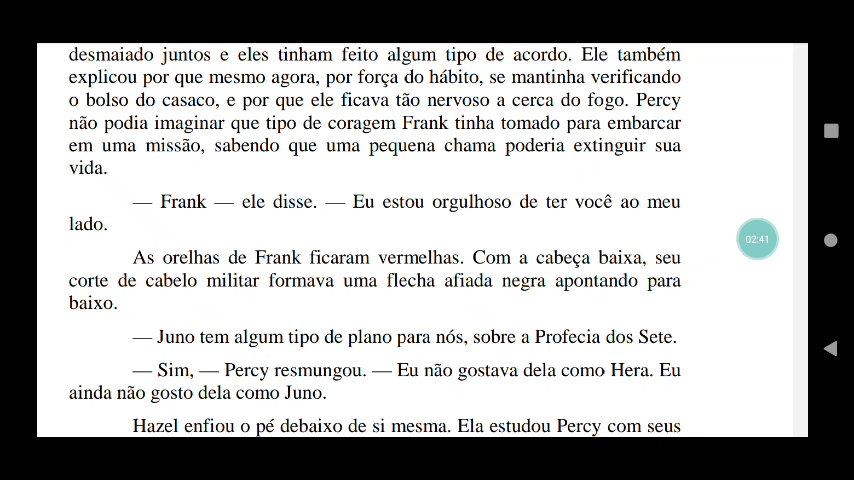 desmaiado juntos e eles tinham feito algum tipo de acordo. Ele também
explicou por que mesmo agora, por força do hábito, se mantinha verificando
o bolso do casaco, e por que ele ficava tão nervoso a cerca do fogo. Percy
não podia imaginar que tipo de coragem Frank tinha tomado para embarcar
em uma missão, sabendo que uma pequena chama poderia extinguir sua
vida.
— Frank — ele disse. — Eu estou orgulhoso de ter você ao meu
lado.
As orelhas de Frank ficaram vermelhas. Com a cabeça baixa, seu
corte de cabelo militar formava uma flecha afiada negra apontando para
baixo.
— Juno tem algum tipo de plano para nós, sobre a Profecia dos Sete.
— Sim, — Percy resmungou. — Eu não gostava dela como Hera. Eu
ainda não gosto dela como Juno.
Hazel enfiou o pé debaixo de si mesma. Ela estudou Percy com seus
02:41